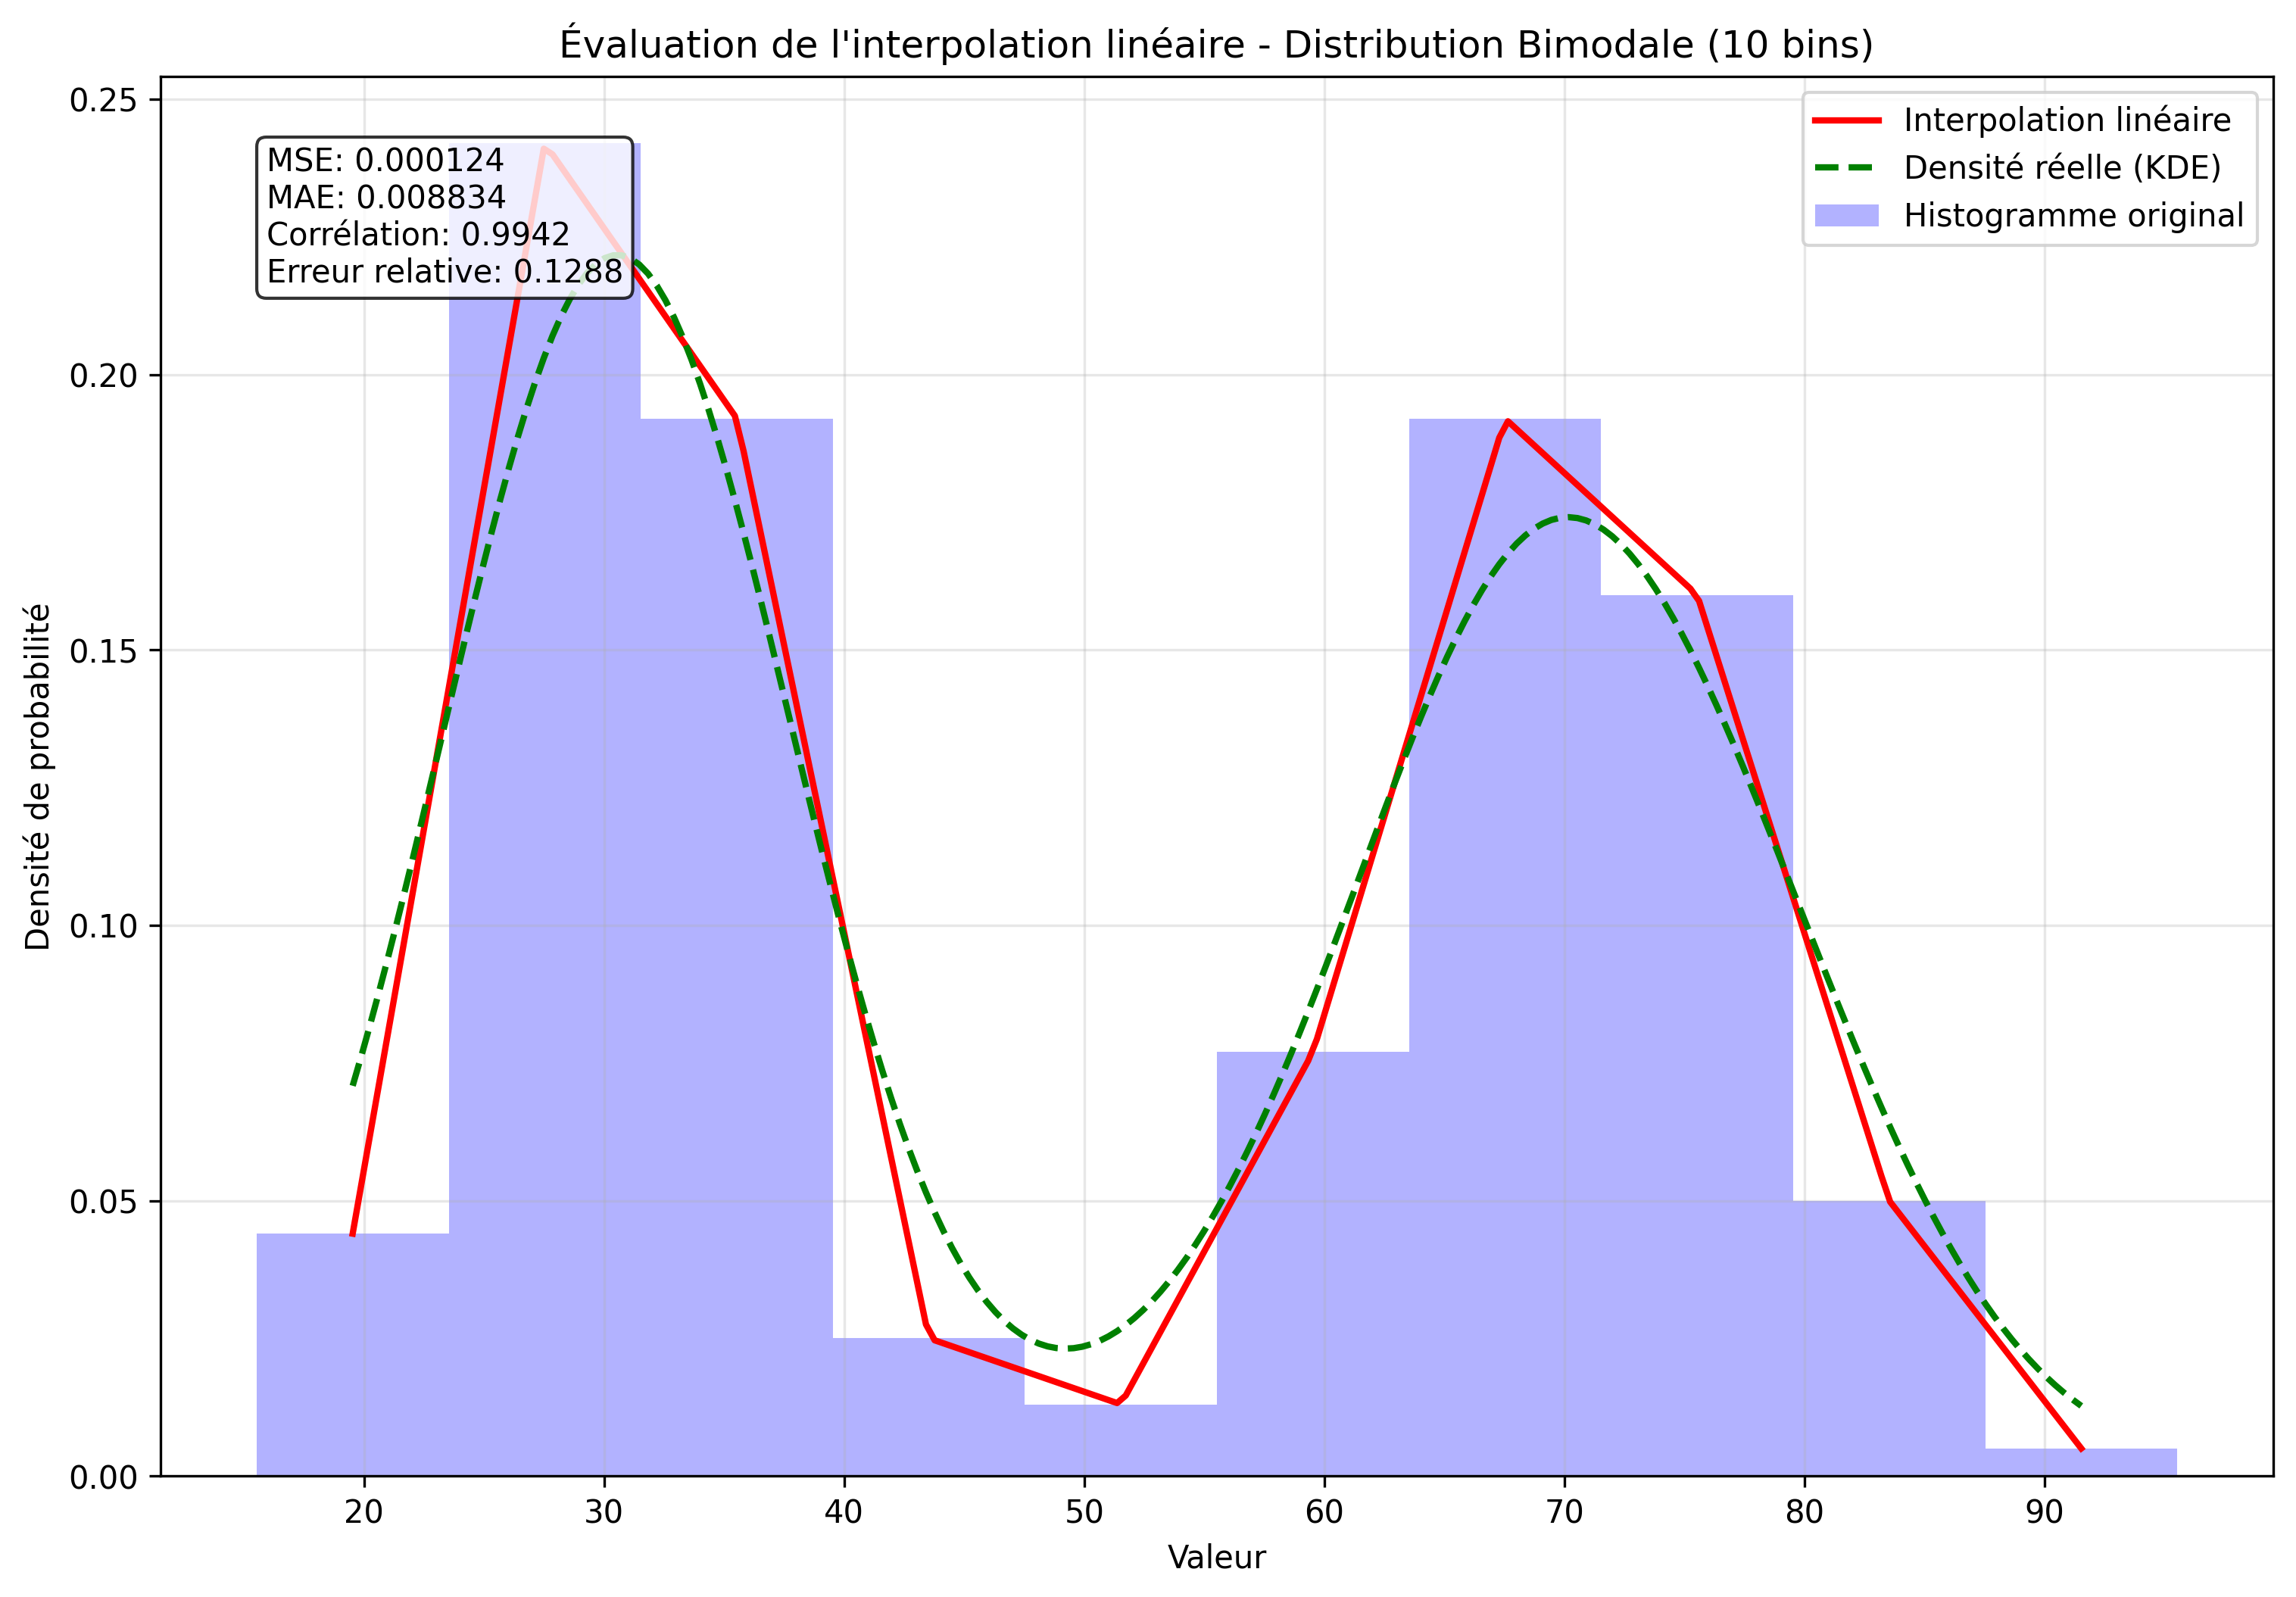 Évaluation de l'interpolation linéaire - Distribution Bimodale (10 bins)
MSE: 0.000124
MAE: 0.008834
Corrélation: 0.9942
Erreur relative: 0.1288
Interpolation linéaire
Densité réelle (KDE)
Histogramme original
Densité de probabilité
0.25
0.20
0.15
0.10
0.05
0.00
20
30
40
50
60
70
80
90
Valeur